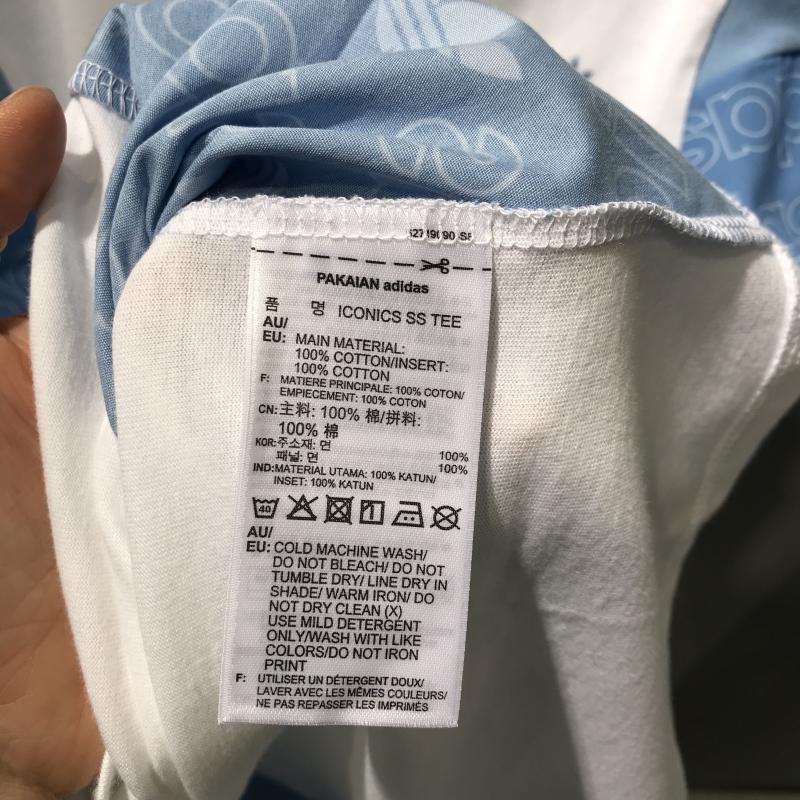 PAKAIAN adidas
품 명 ICONICS SS TEE
AU/
EU: MAIN MATERIAL:
100% COTTON/INSERT:
100% COTTON
F: MATIERE PRINCIPALE: 100% COTON/
EMPIECEMENT: 100% COTON
CN: 主料: 100% 棉/拼料:
100% 棉
KOR: 주소재: 면 100%
패널: 면 100%
IND: MATERIAL UTAMA: 100% KATUN/
INSET: 100% KATUN
40
AU/
EU: COLD MACHINE WASH/
DO NOT BLEACH/ DO NOT
TUMBLE DRY/ LINE DRY IN
SHADE/ WARM IRON/ DO
NOT DRY CLEAN (X)
USE MILD DETERGENT
ONLY/WASH WITH LIKE
COLORS/DO NOT IRON
PRINT
F: UTILISER UN DÉTERGENT DOUX/
LAVER AVEC LES MÊMES COULEURS/
NE PAS REPASSER LES IMPRIMÉS